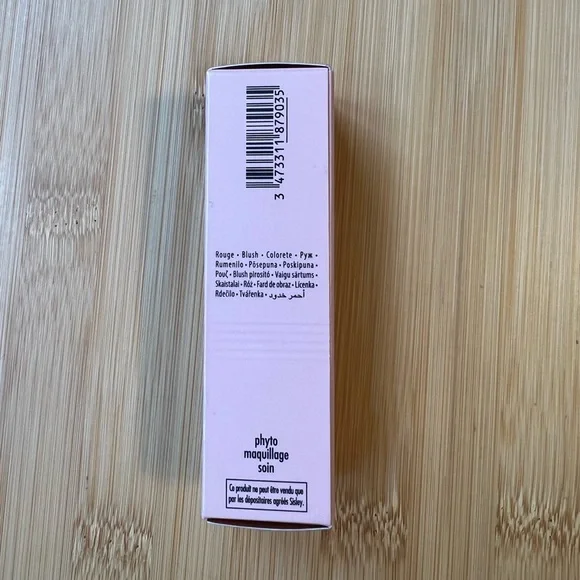 3 473311 879035
Rouge • Blush • Colorete • Руж •
Rumenilo • Põsepuna • Poskipuna •
Ρουζ • Blush pirosító • Vaigu sārtums •
Skaistalai • Róż • Fard de obraz • Lícenka •
Rdečilo • Tvářenka • أحمر خدود
phyto
maquillage
soin
Ce produit ne peut être vendu que
par les dépositaires agréés Sisley.